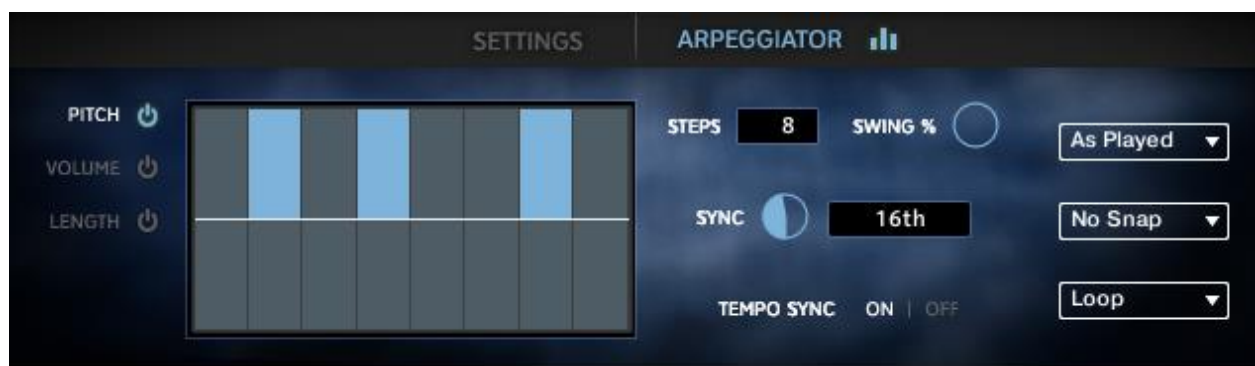 SETTINGS ARPEGGIATOR
PITCH
VOLUME
LENGTH
STEPS 8 SWING %
SYNC 16th
TEMPO SYNC ON | OFF
As Played
No Snap
Loop